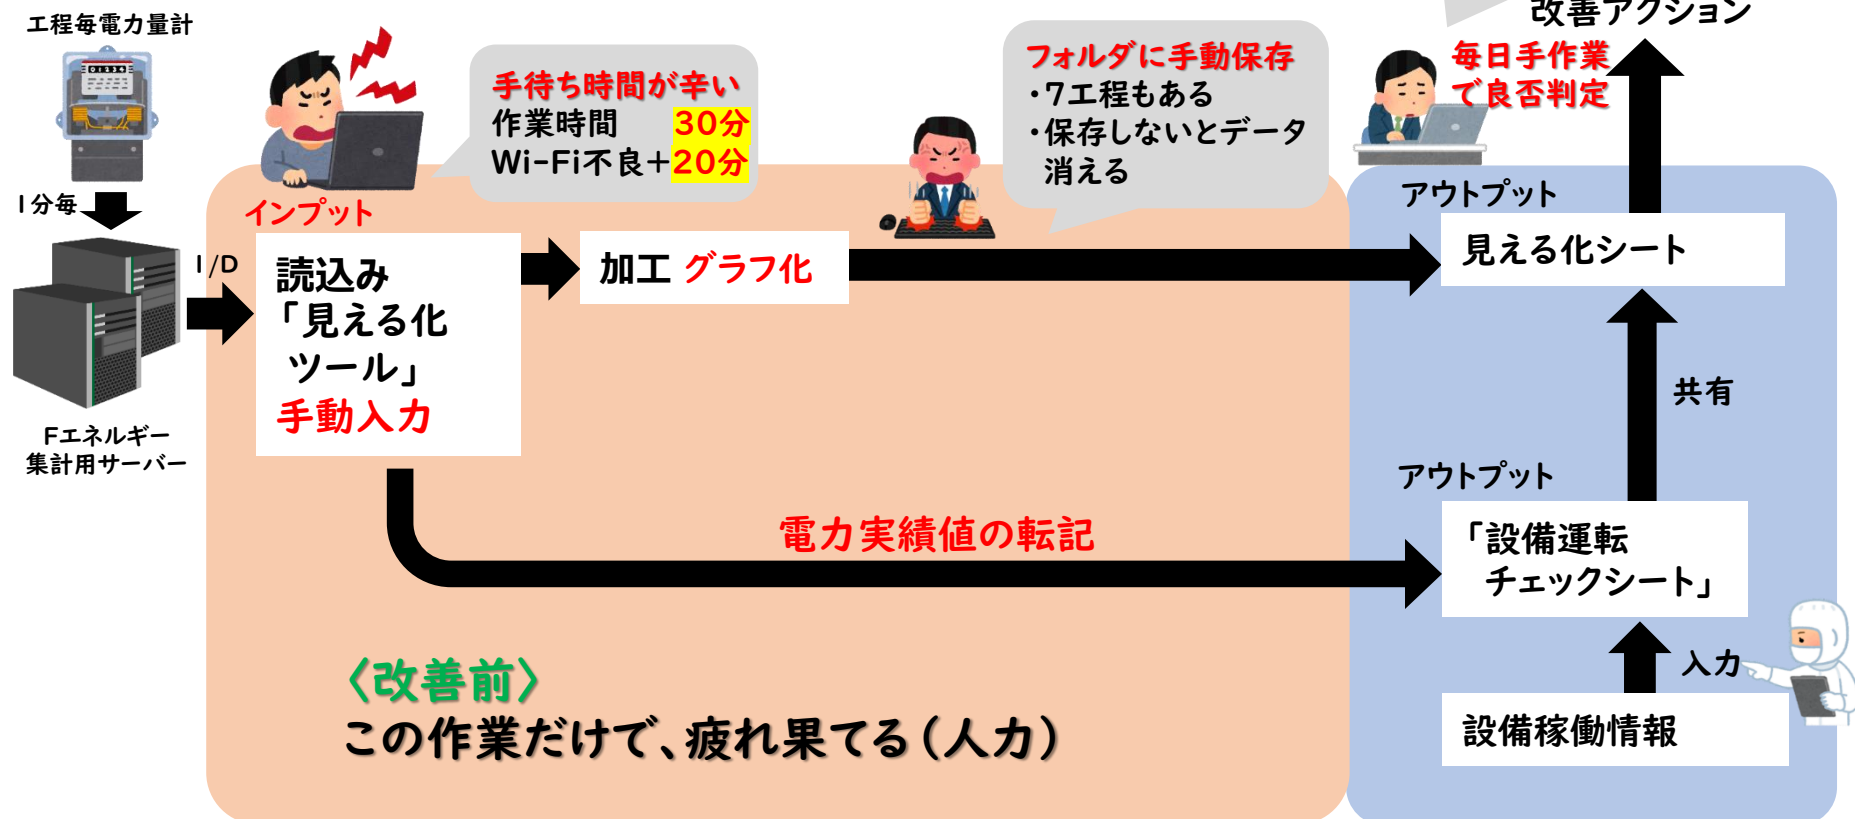 改善アクション
工程毎電力量計
1分毎
Fエネルギー
集計用サーバー
1/D
インプット
読込み
「見える化
ツール」
手動入力
手待ち時間が辛い
作業時間 30分
Wi-Fi不良+20分
加工 グラフ化
フォルダに手動保存
・7工程もある
・保存しないとデータ
消える
毎日手作業
で良否判定
アウトプット
見える化シート
共有
アウトプット
「設備運転
チェックシート」
電力実績値の転記
入力
設備稼働情報
〈改善前〉
この作業だけで、疲れ果てる(人力)
01234